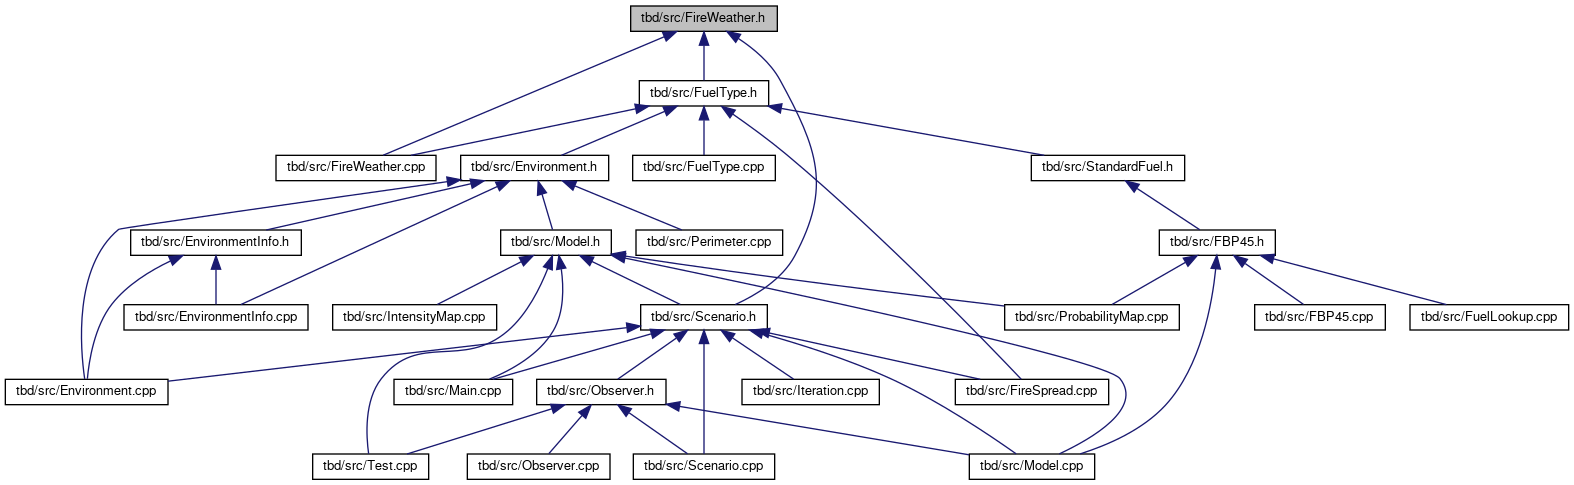 tbd/src/FireWeather.h
tbd/src/FuelType.h
tbd/src/FireWeather.cpp
tbd/src/Environment.h
tbd/src/FuelType.cpp
tbd/src/StandardFuel.h
tbd/src/EnvironmentInfo.h
tbd/src/Model.h
tbd/src/Perimeter.cpp
tbd/src/FBP45.h
tbd/src/EnvironmentInfo.cpp
tbd/src/IntensityMap.cpp
tbd/src/Scenario.h
tbd/src/ProbabilityMap.cpp
tbd/src/FBP45.cpp
tbd/src/FuelLookup.cpp
tbd/src/Environment.cpp
tbd/src/Main.cpp
tbd/src/Observer.h
tbd/src/Iteration.cpp
tbd/src/FireSpread.cpp
tbd/src/Test.cpp
tbd/src/Observer.cpp
tbd/src/Scenario.cpp
tbd/src/Model.cpp